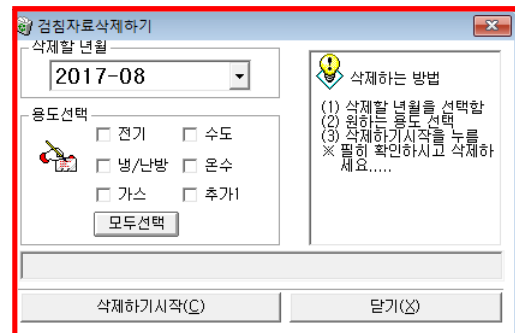 검침자료삭제하기
삭제할 년월
2017-08
용도선택
전기 수도
냉/난방 온수
가스 추가1
모두선택
삭제하는 방법
(1) 삭제할 년월을 선택함
(2) 원하는 용도 선택
(3) 삭제하기시작을 누름
※ 필히 확인하시고 삭제하
세요.....
삭제하기시작(C) 닫기(X)